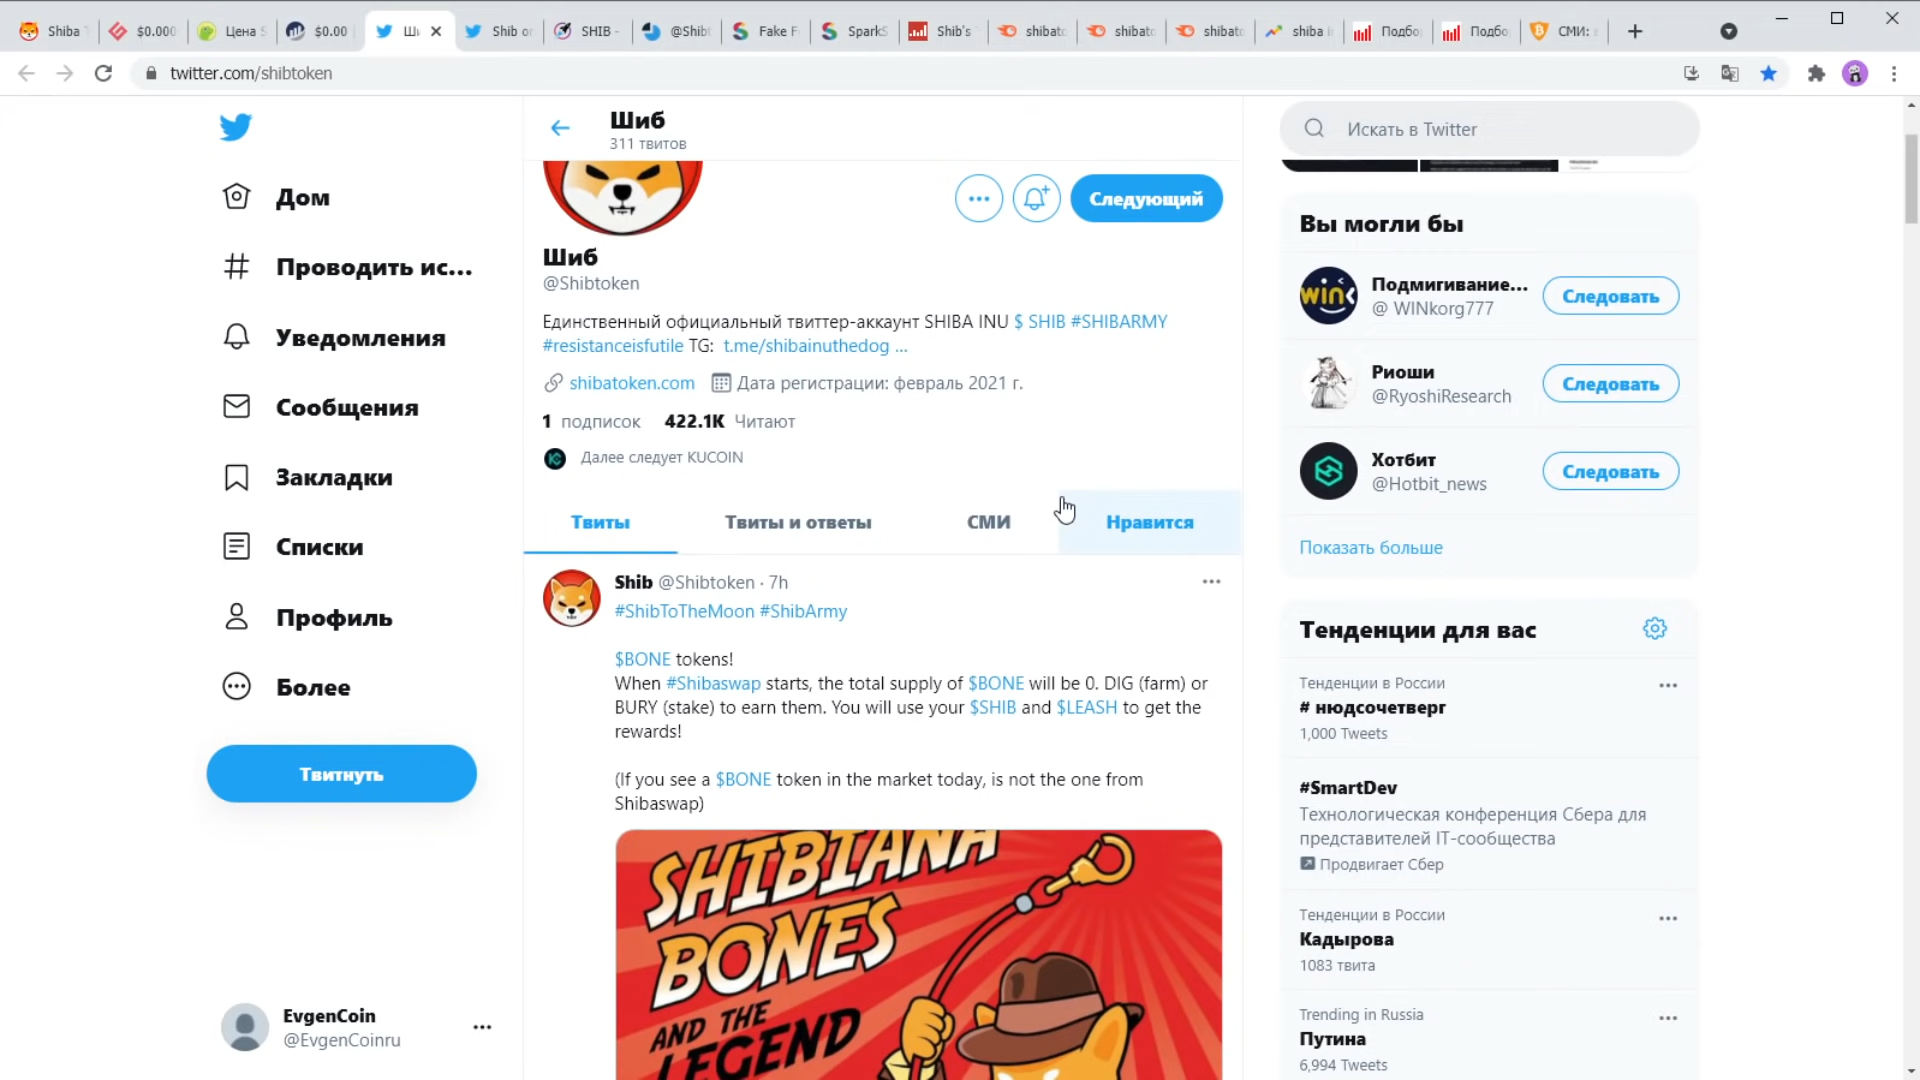 Shiba T
$0.000
Цена S
$0.00
Ши
Shib or
SHIB -
@Shib
Fake F
SparkS
Shib's
shibato
shibato
shibato
shiba i
Подбо
Подбо
СМИ:
twitter.com/shibtoken
Дом
Проводить ис...
Уведомления
Сообщения
Закладки
Списки
Профиль
Более
Твитнуть
EvgenCoin
@EvgenCoinru
Шиб
311 твитов
Следующий
Шиб
@Shibtoken
Единственный официальный твиттер-аккаунт SHIBA INU $ SHIB #SHIBARMY
#resistanceisfutile TG: t.me/shibainuthedog ...
shibatoken.com Дата регистрации: февраль 2021 г.
1 подписок 422.1K Читают
Далее следует KUCOIN
Твиты
Твиты и ответы
СМИ
Нравится
Shib @Shibtoken · 7h
#ShibToTheMoon #ShibArmy
$BONE tokens!
When #Shibaswap starts, the total supply of $BONE will be 0. DIG (farm) or
BURY (stake) to earn them. You will use your $SHIB and $LEASH to get the
rewards!
(If you see a $BONE token in the market today, is not the one from
Shibaswap)
SHIBIANA
BONES
AND THE
LEGEND
Искать в Twitter
Вы могли бы
Подмигивание...
@ WINkorg777
Следовать
Риоши
@RyoshiResearch
Следовать
Хотбит
@Hotbit_news
Следовать
Показать больше
Тенденции для вас
Тенденции в России
# нюдсочетверг
1,000 Tweets
#SmartDev
Технологическая конференция Сбера для
представителей IT-сообщества
Продвигает Сбер
Тенденции в России
Кадырова
1083 твита
Trending in Russia
Путина
6,994 Tweets